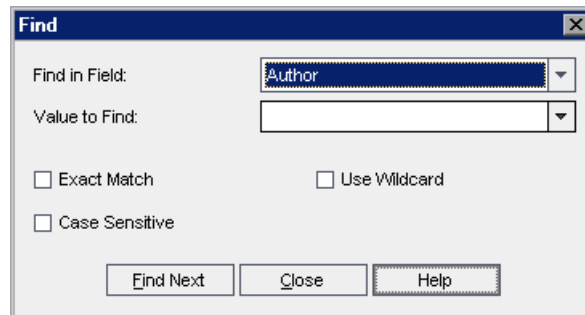 Find
Find in Field: Author
Value to Find:
Exact Match Use Wildcard
Case Sensitive
Find Next Close Help